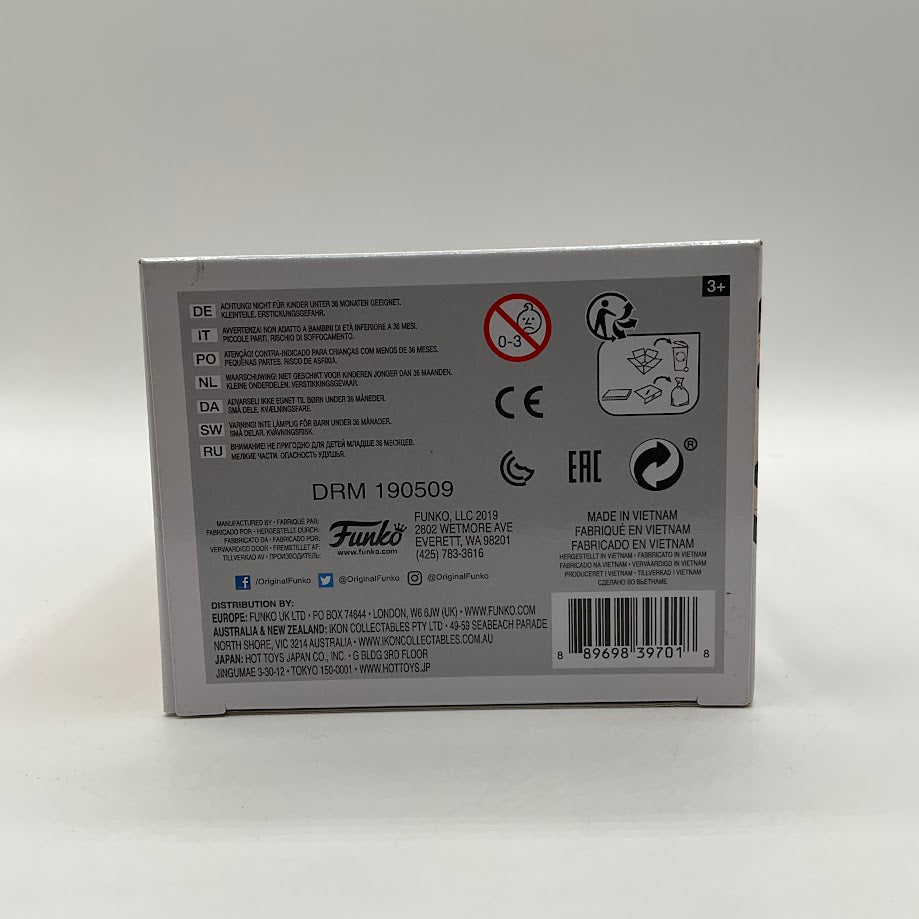 3+
DE ACHTUNG! NICHT FÜR KINDER UNTER 36 MONATEN GEEIGNET.
KLEINTEILE. ERSTICKUNGSGEFAHR.
IT AVVERTENZA! NON ADATTO A BAMBINI DI ETÀ INFERIORE A 36 MESI.
PICCOLE PARTI. RISCHIO DI SOFFOCAMENTO.
PO ATENÇÃO! CONTRA-INDICADO PARA CRIANÇAS COM MENOS DE 36 MESES.
PEQUENAS PARTES. RISCO DE ASFIXIA.
NL WAARSCHUWING! NIET GESCHIKT VOOR KINDEREN JONGER DAN 36 MAANDEN.
KLEINE ONDERDELEN. VERSTIKKINGSGEVAAR.
DA ADVARSEL! IKKE EGNET TIL BØRN UNDER 36 MÅNEDER.
SMÅ DELE. KVÆLNINGSFARE.
SW VARNING! INTE LÄMPLIG FÖR BARN UNDER 36 MÅNADER.
SMÅ DELAR. KVÄVNINGSRISK.
RU ВНИМАНИЕ! НЕ ПРИГОДНО ДЛЯ ДЕТЕЙ МЛАДШЕ 36 МЕСЯЦЕВ.
МЕЛКИЕ ЧАСТИ. ОПАСНОСТЬ УДУШЬЯ.
0-3
CE
EAC
®
DRM 190509
MANUFACTURED BY • FABRIQUÉ PAR:
FABRICADO POR • HERGESTELLT DURCH:
FABBRICATO DA • FABRICADO POR:
VERVAARDIGD DOOR • FREMSTILLET AF:
TILLVERKAD AV • ПРОИЗВОДИТЕЛЬ:
Funko
www.funko.com
FUNKO, LLC 2019
2802 WETMORE AVE
EVERETT, WA 98201
(425) 783-3616
MADE IN VIETNAM
FABRIQUÉ EN VIETNAM
FABRICADO EN VIETNAM
HERGESTELLT IN VIETNAM • FABBRICATO IN VIETNAM
FABRICADO NA VIETNAM • VERVAARDIGD IN VIETNAM
PRODUCERET I VIETNAM • TILLVERKAD I VIETNAM
СДЕЛАНО ВО ВЬЕТНАМЕ
/OriginalFunko @OriginalFunko @OriginalFunko
DISTRIBUTION BY:
EUROPE: FUNKO UK LTD • PO BOX 74644 • LONDON, W6 6JW (UK) • WWW.FUNKO.COM
AUSTRALIA & NEW ZEALAND: IKON COLLECTABLES PTY LTD • 49-59 SEABEACH PARADE
NORTH SHORE, VIC 3214 AUSTRALIA • WWW.IKONCOLLECTABLES.COM.AU
JAPAN: HOT TOYS JAPAN CO., INC. • G BLDG 3RD FLOOR
JINGUMAE 3-30-12 • TOKYO 150-0001 • WWW.HOTTOYS.JP
8 89698 39701 8